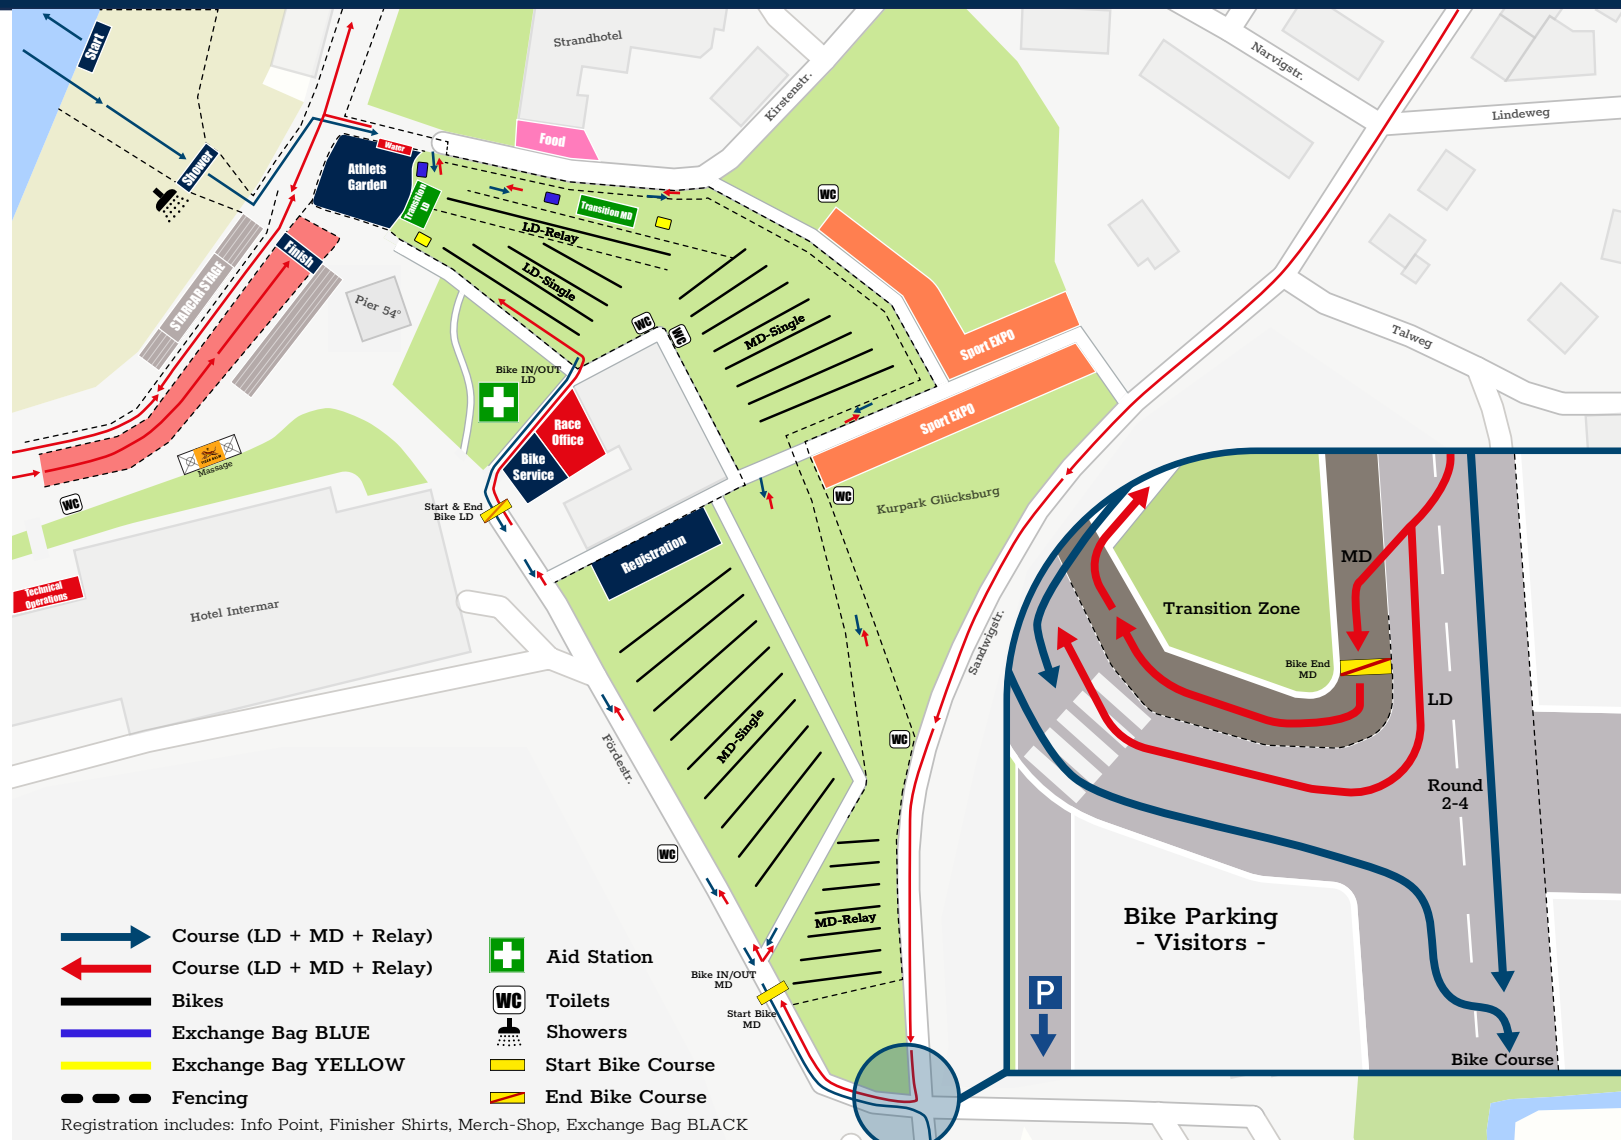 Start
Strandhotel
Kirstenstr.
Narvigstr.
Lindeweg
Food
Water
Athlets
Garden
Shower
Transition
LD
Transition MD
WC
LD-Relay
LD-Single
Finish
STARCAR STAGE
Pier 54°
WC
WC
MD-Single
Sport EXPO
Sport EXPO
Talweg
Bike IN/OUT
LD
Race
Office
Bike
Service
Massage
WC
Start & End
Bike LD
WC
Kurpark Glücksburg
Registration
Technical
Operations
Hotel Intermar
Sandwigstr.
MD
Transition Zone
Bike End
MD
LD
MD-Single
Fördestr.
WC
Round
2-4
WC
MD-Relay
Bike Parking
- Visitors -
Bike IN/OUT
MD
Start Bike
MD
P
Bike Course
Course (LD + MD + Relay)
Course (LD + MD + Relay)
Bikes
Exchange Bag BLUE
Exchange Bag YELLOW
Fencing
Aid Station
WC Toilets
Showers
Start Bike Course
End Bike Course
Registration includes: Info Point, Finisher Shirts, Merch-Shop, Exchange Bag BLACK